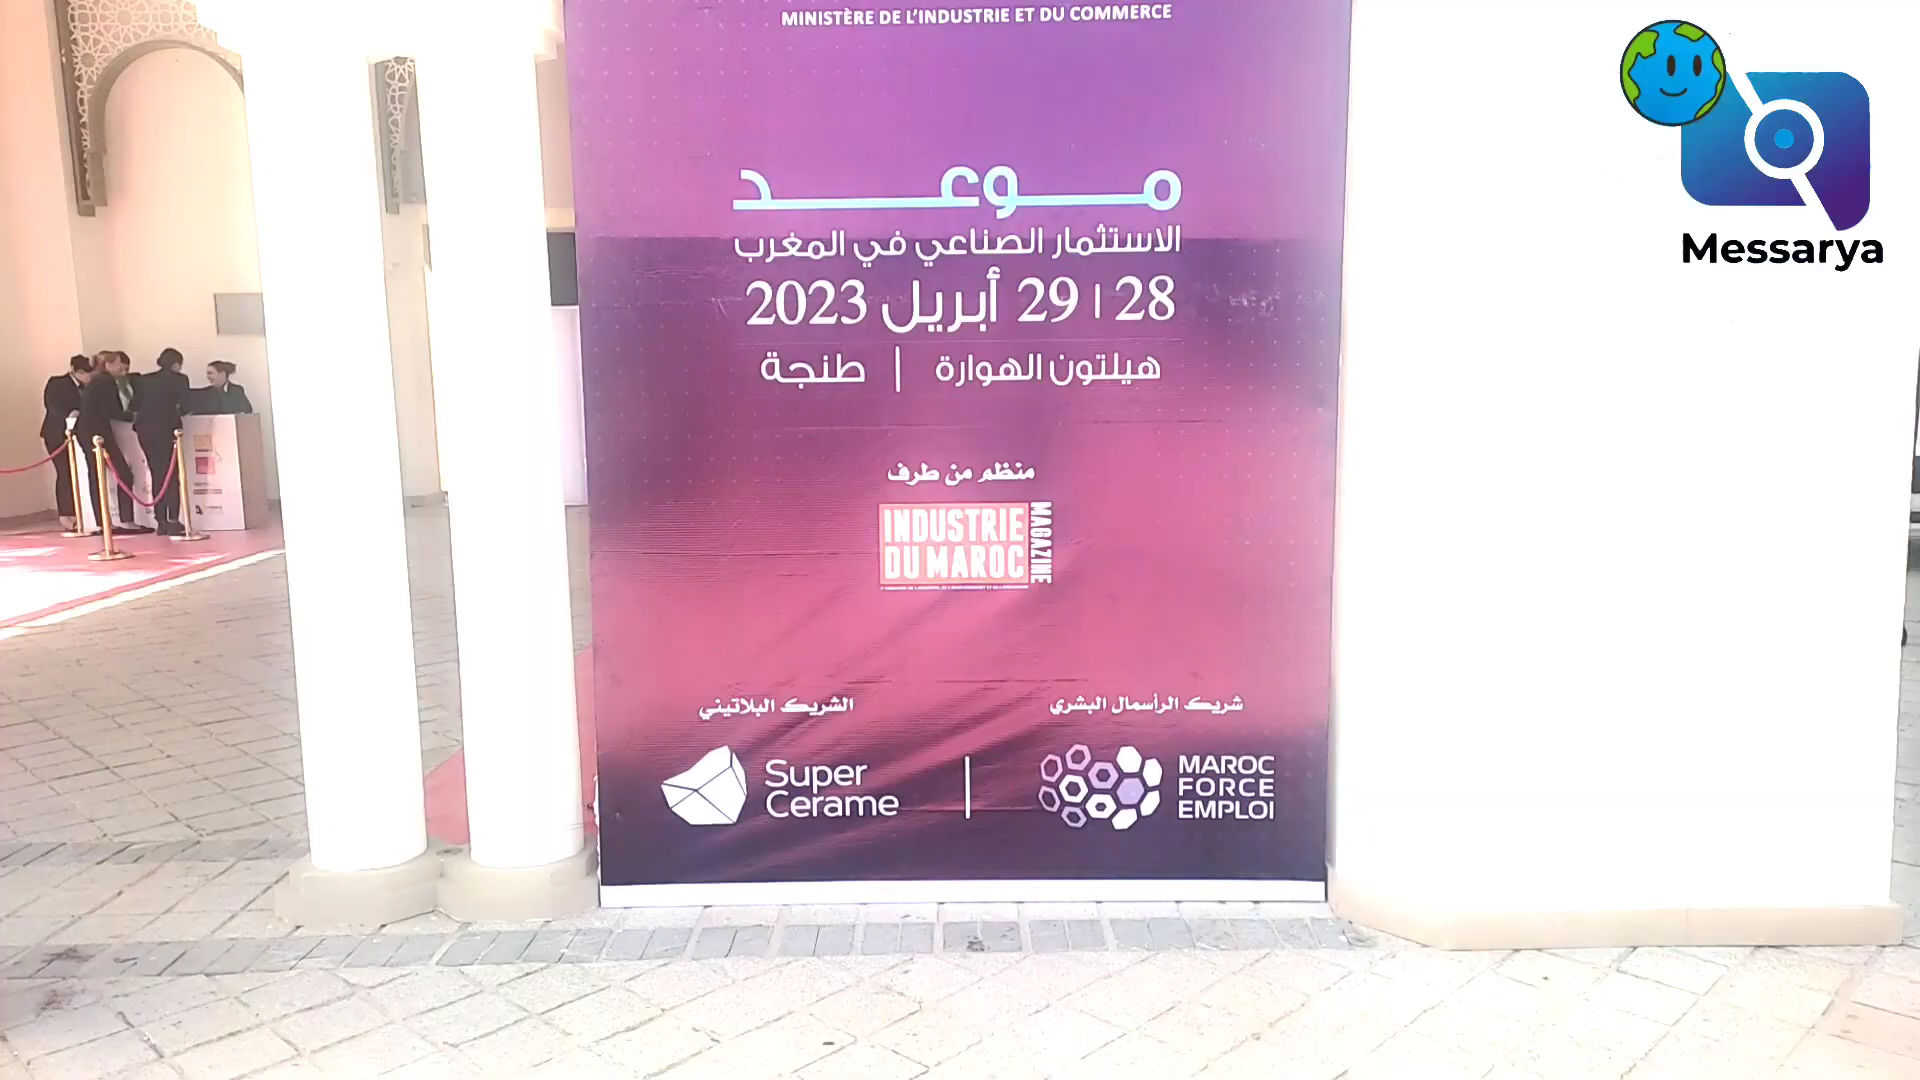 MINISTÈRE DE L'INDUSTRIE ET DU COMMERCE
موعد
الاستثمار الصناعي في المغرب
28 | 29 أبريل 2023
هيلتون الهوارة | طنجة
منظم من طرف
INDUSTRIE
DU MAROC
MAGAZINE
شريك الرأسمال البشري
الشريك البلاتيني
Super
Cerame
MAROC
FORCE
EMPLOI
Messarya